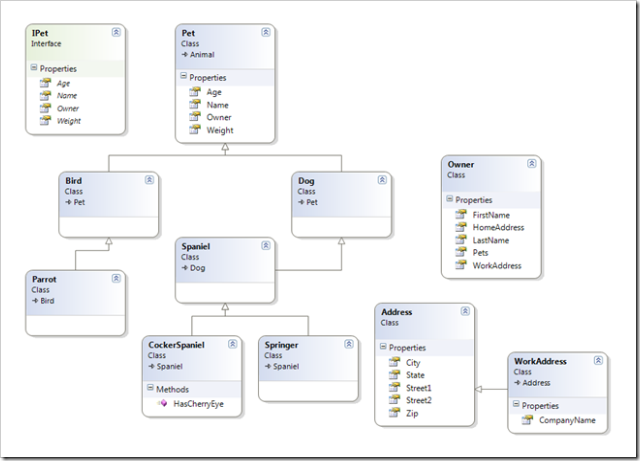 IPet
Interface
Properties
Age
Name
Owner
Weight
Pet
Class
Animal
Properties
Age
Name
Owner
Weight
Bird
Class
Pet
Dog
Class
Pet
Owner
Class
Properties
FirstName
HomeAddress
LastName
Pets
WorkAddress
Spaniel
Class
Dog
Parrot
Class
Bird
CockerSpaniel
Class
Spaniel
Methods
HasCherryEye
Springer
Class
Spaniel
Address
Class
Properties
City
State
Street1
Street2
Zip
WorkAddress
Class
Address
Properties
CompanyName